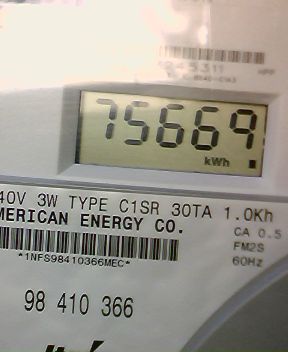 75669
kWh
40V 3W TYPE C1SR 30TA 1.0Kh
MERICAN ENERGY CO.
CA 0.5
*1NFS98410366MEC*
FM2S
60Hz
98 410 366